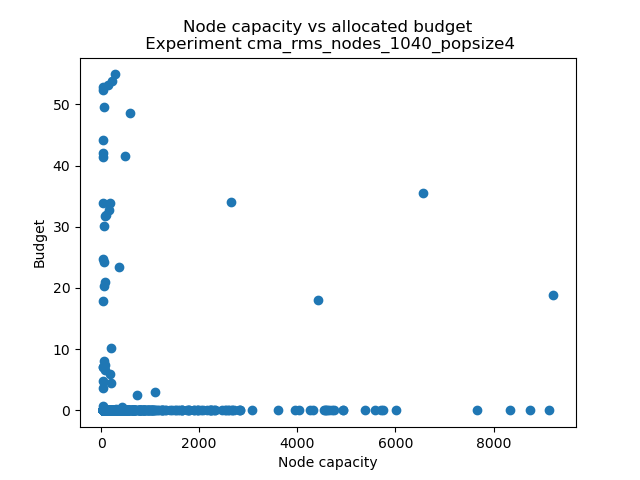 Node capacity vs allocated budget
Experiment cma_rms_nodes_1040_popsize4
50
40
30
20
10
0
Budget
0 2000 4000 6000 8000
Node capacity